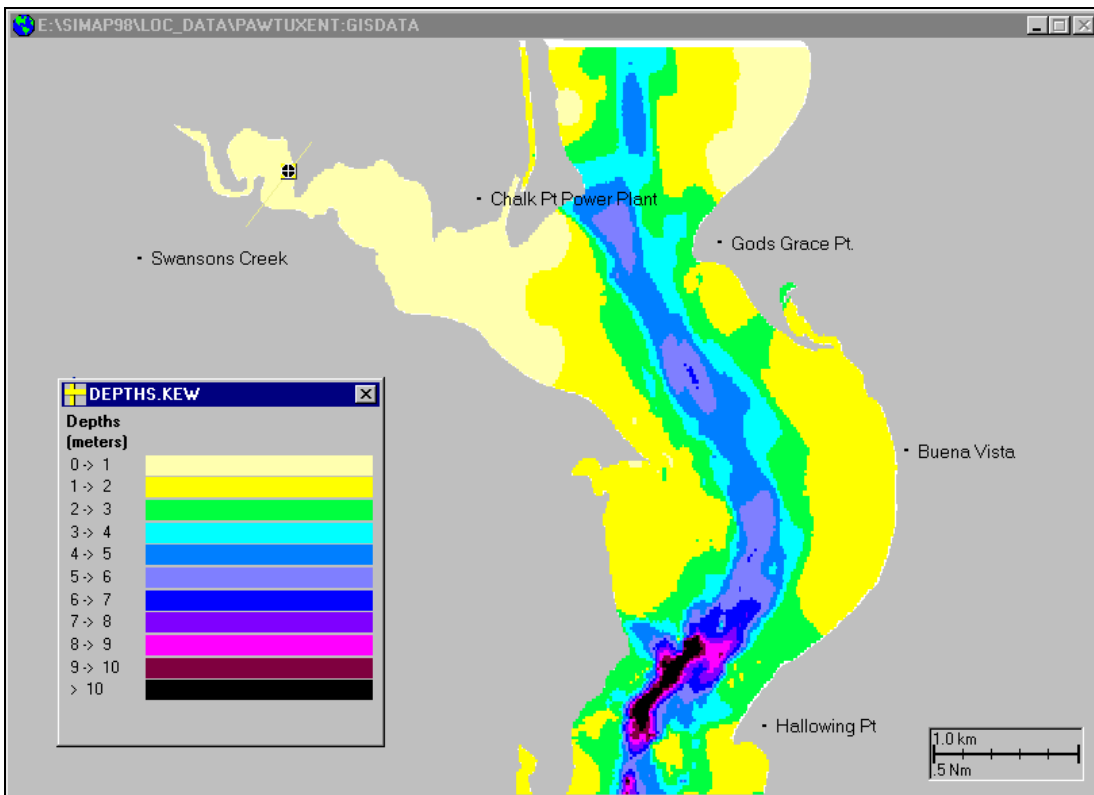 E:\SIMAP98\LOC_DATA\PAWTUXENT:GISDATA
Chalk Pt Power Plant
Gods Grace Pt.
Swansons Creek
DEPTHS.KEW
Depths
(meters)
0 -> 1
1 -> 2
2 -> 3
3 -> 4
4 -> 5
5 -> 6
6 -> 7
7 -> 8
8 -> 9
9 -> 10
> 10
Buena Vista
Hallowing Pt
1.0 km
.5 Nm